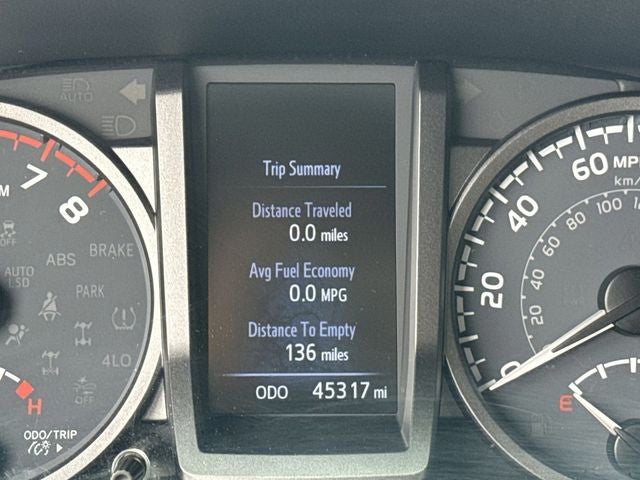 Trip Summary
Distance Traveled
0.0 miles
Avg Fuel Economy
0.0 MPG
Distance To Empty
136 miles
ODO 45317 mi
AUTO
7
8
OFF
ABS
BRAKE
AUTO
LSD
PARK
4LO
OFF
H
ODO/TRIP
60
40
20
0
km/
100
80
60
40
20
E